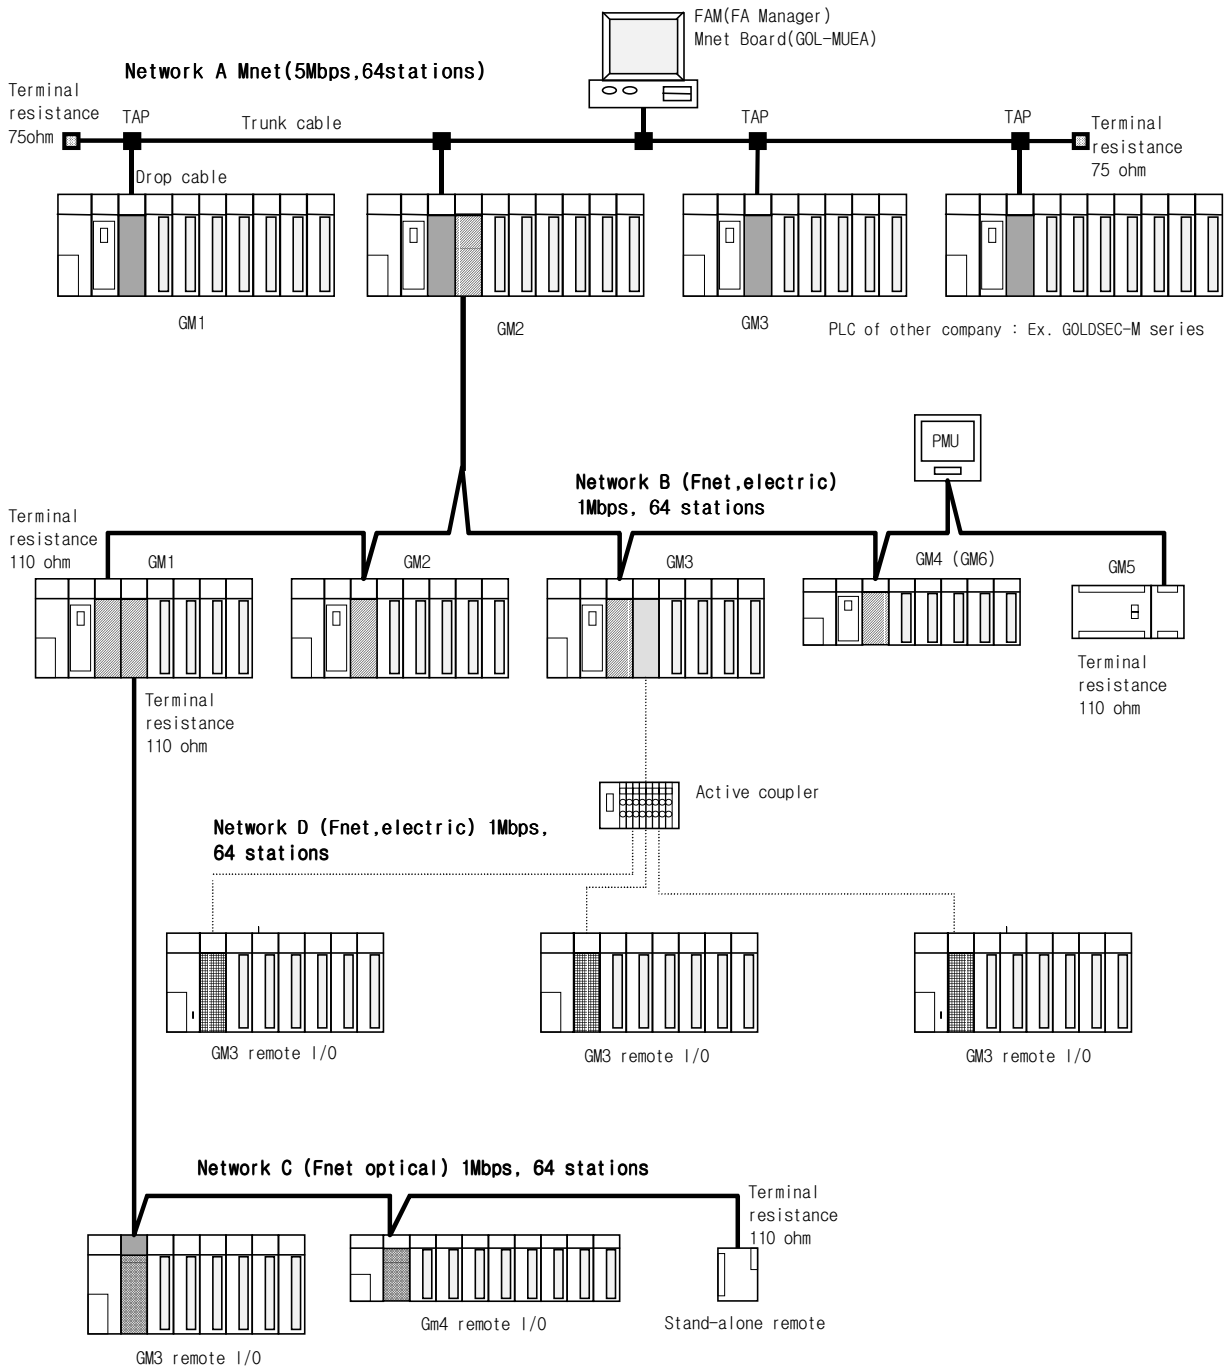 FAM(FA Manager)
Mnet Board(G0L-MUEA)
Network A Mnet(5Mbps,64stations)
Terminal
resistance
75ohm
TAP
Trunk cable
TAP
TAP
Terminal
resistance
75 ohm
Drop cable
GM1
GM2
GM3
PLC of other company : Ex. GOLDSEC-M series
PMU
Network B (Fnet,electric)
1Mbps, 64 stations
Terminal
resistance
110 ohm
GM1
GM2
GM3
GM4 (GM6)
GM5
Terminal
resistance
110 ohm
Terminal
resistance
110 ohm
Active coupler
Network D (Fnet,electric) 1Mbps,
64 stations
GM3 remote I/O
GM3 remote I/O
GM3 remote I/O
Network C (Fnet optical) 1Mbps, 64 stations
Terminal
resistance
110 ohm
Gm4 remote I/O
Stand-alone remote
GM3 remote I/O